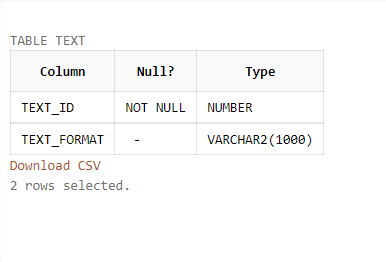 TABLE TEXT
Column Null? Type
TEXT_ID NOT NULL NUMBER
TEXT_FORMAT - VARCHAR2(1000)
Download CSV
2 rows selected.